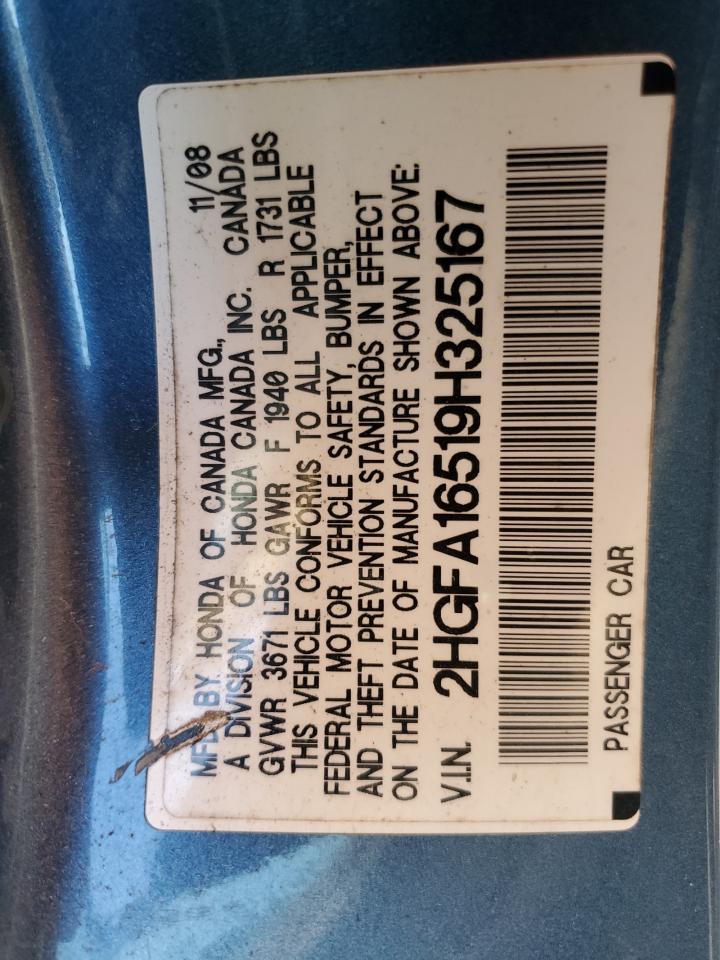 MFD BY HONDA OF CANADA MFG., 11/08
A DIVISION OF HONDA CANADA INC. CANADA
GVWR 3671 LBS GAWR F 1940 LBS R 1731 LBS
THIS VEHICLE CONFORMS TO ALL APPLICABLE
FEDERAL MOTOR VEHICLE SAFETY, BUMPER,
AND THEFT PREVENTION STANDARDS IN EFFECT
ON THE DATE OF MANUFACTURE SHOWN ABOVE:
V.I.N. 2HGFA16519H325167
PASSENGER CAR